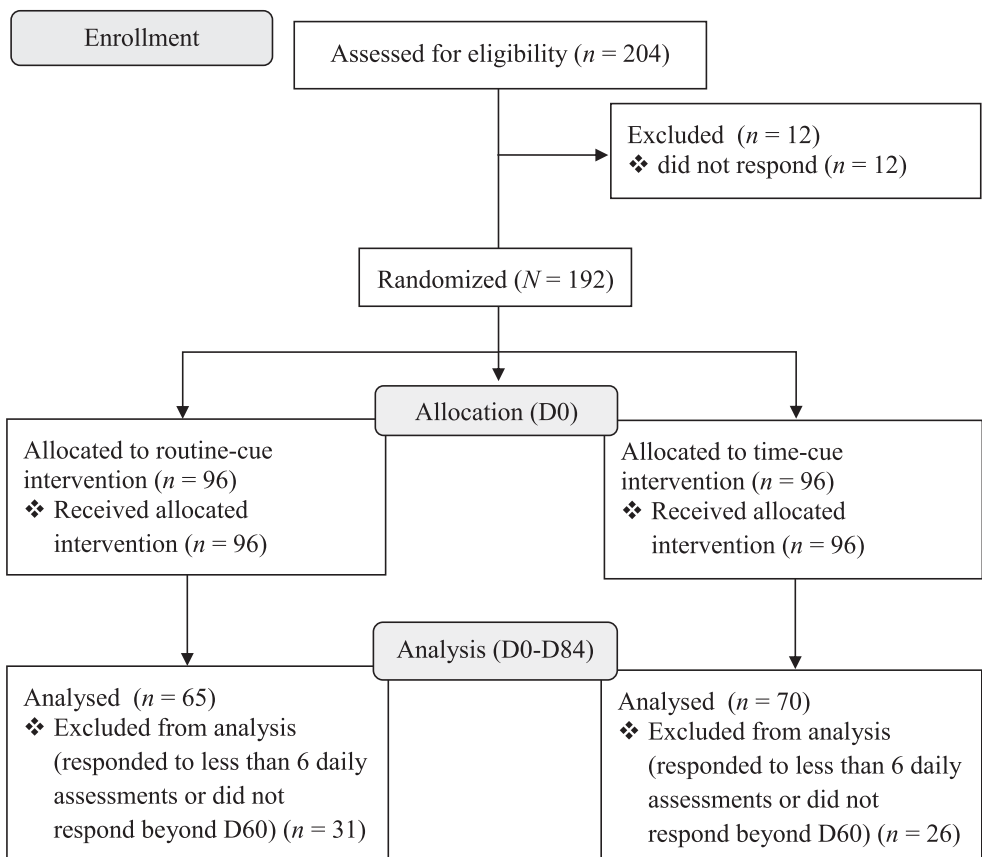 Enrollment
Assessed for eligibility (n = 204)
Excluded (n = 12)
❖ did not respond (n = 12)
Randomized (N = 192)
Allocation (D0)
Allocated to routine-cue
intervention (n = 96)
❖ Received allocated
intervention (n = 96)
Allocated to time-cue
intervention (n = 96)
❖ Received allocated
intervention (n = 96)
Analysis (D0-D84)
Analysed (n = 65)
❖ Excluded from analysis
(responded to less than 6 daily
assessments or did not
respond beyond D60) (n = 31)
Analysed (n = 70)
❖ Excluded from analysis
(responded to less than 6 daily
assessments or did not
respond beyond D60) (n = 26)